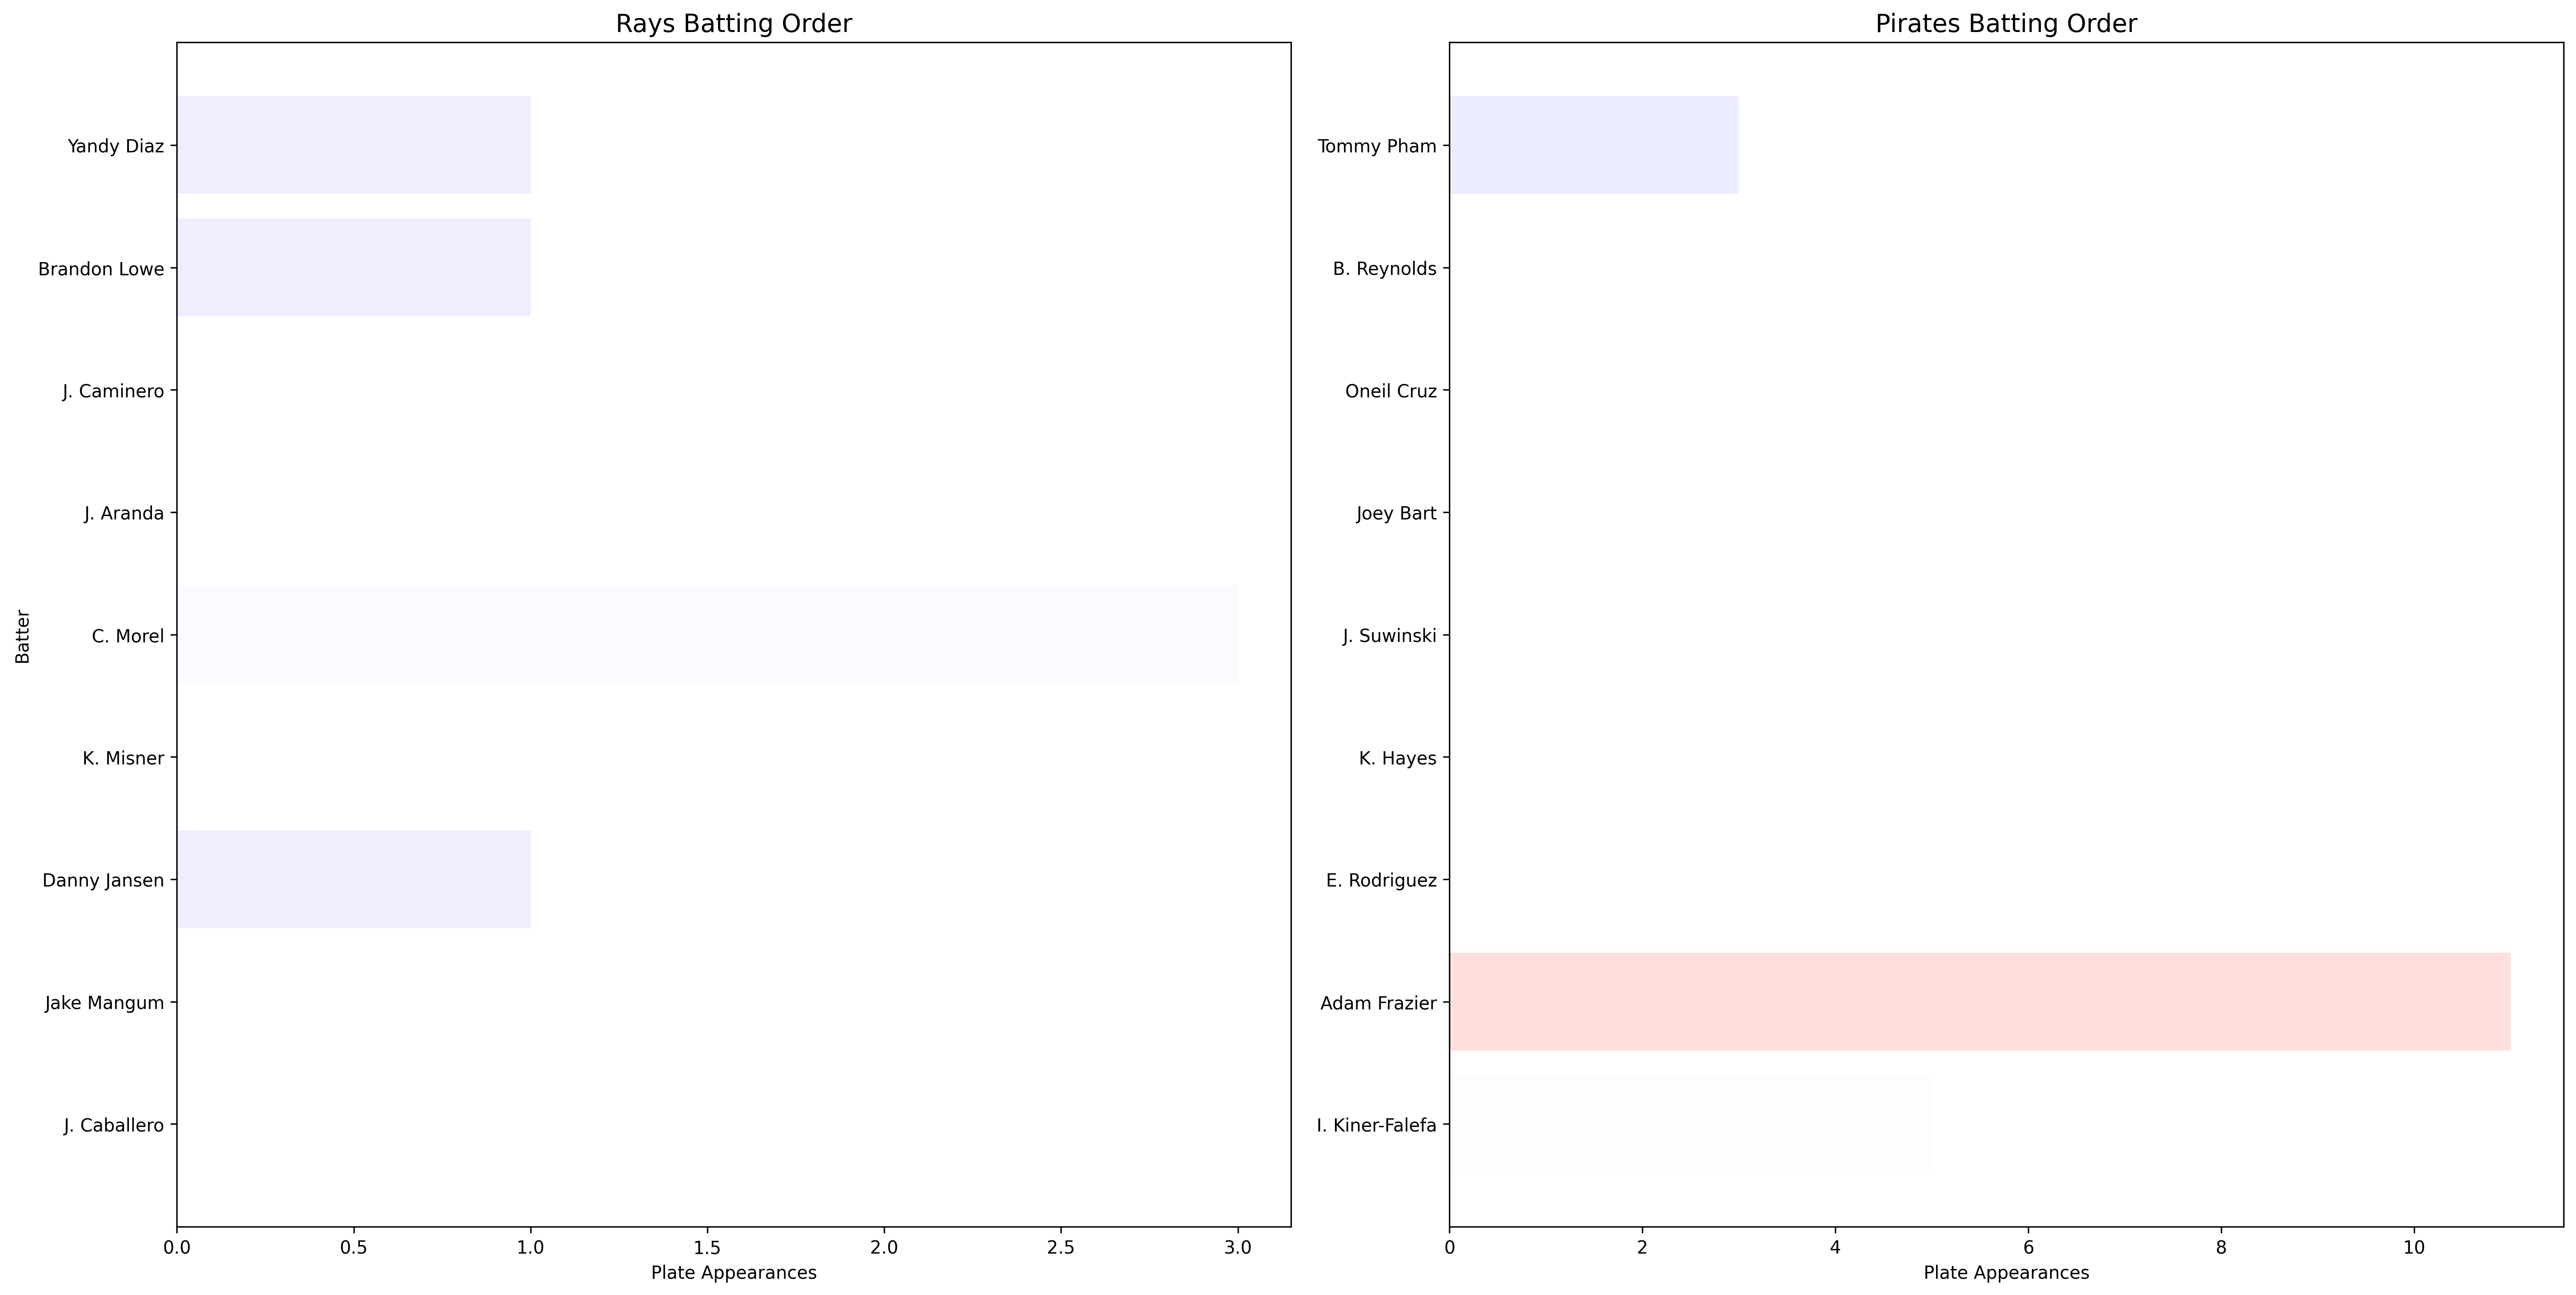 Rays Batting Order
Yandy Diaz
Brandon Lowe
J. Caminero
J. Aranda
C. Morel
K. Misner
Danny Jansen
Jake Mangum
J. Caballero
Batter
0.0 0.5 1.0 1.5 2.0 2.5 3.0
Plate Appearances
Pirates Batting Order
Tommy Pham
B. Reynolds
Oneil Cruz
Joey Bart
J. Suwinski
K. Hayes
E. Rodriguez
Adam Frazier
I. Kiner-Falefa
0 2 4 6 8 10
Plate Appearances